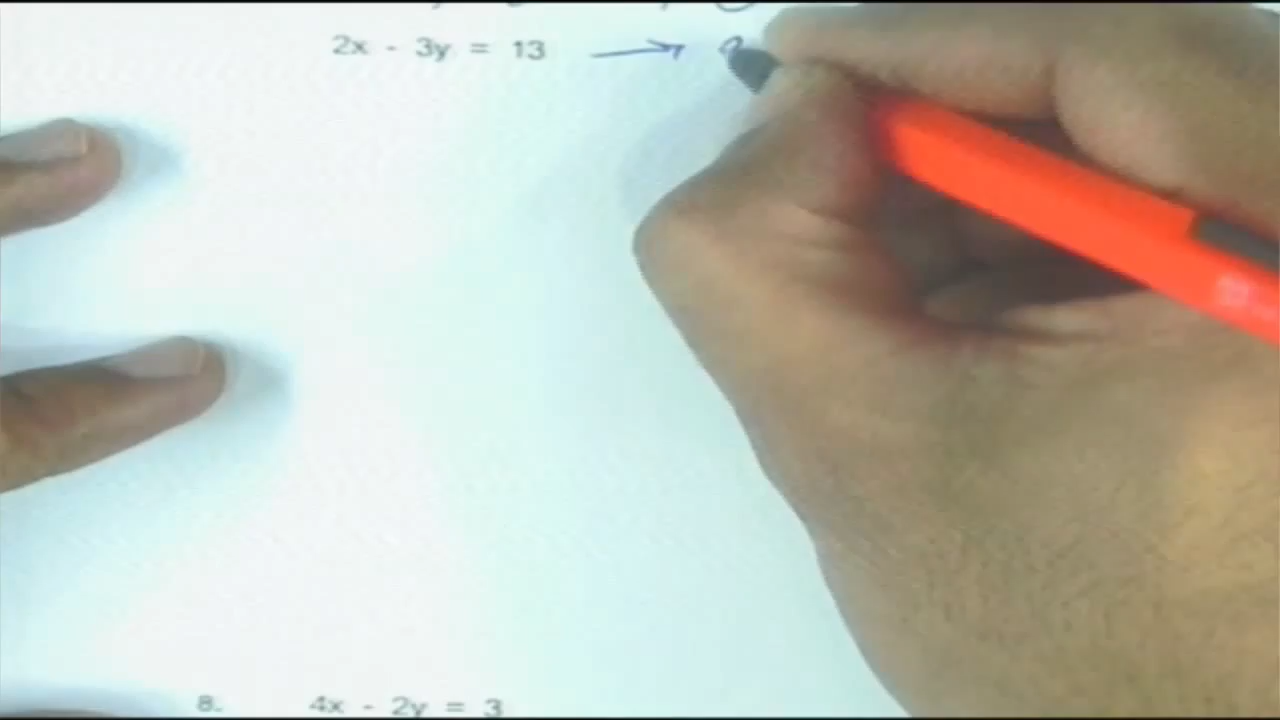 2x - 3y = 13 →
8. 4x - 2y = 3